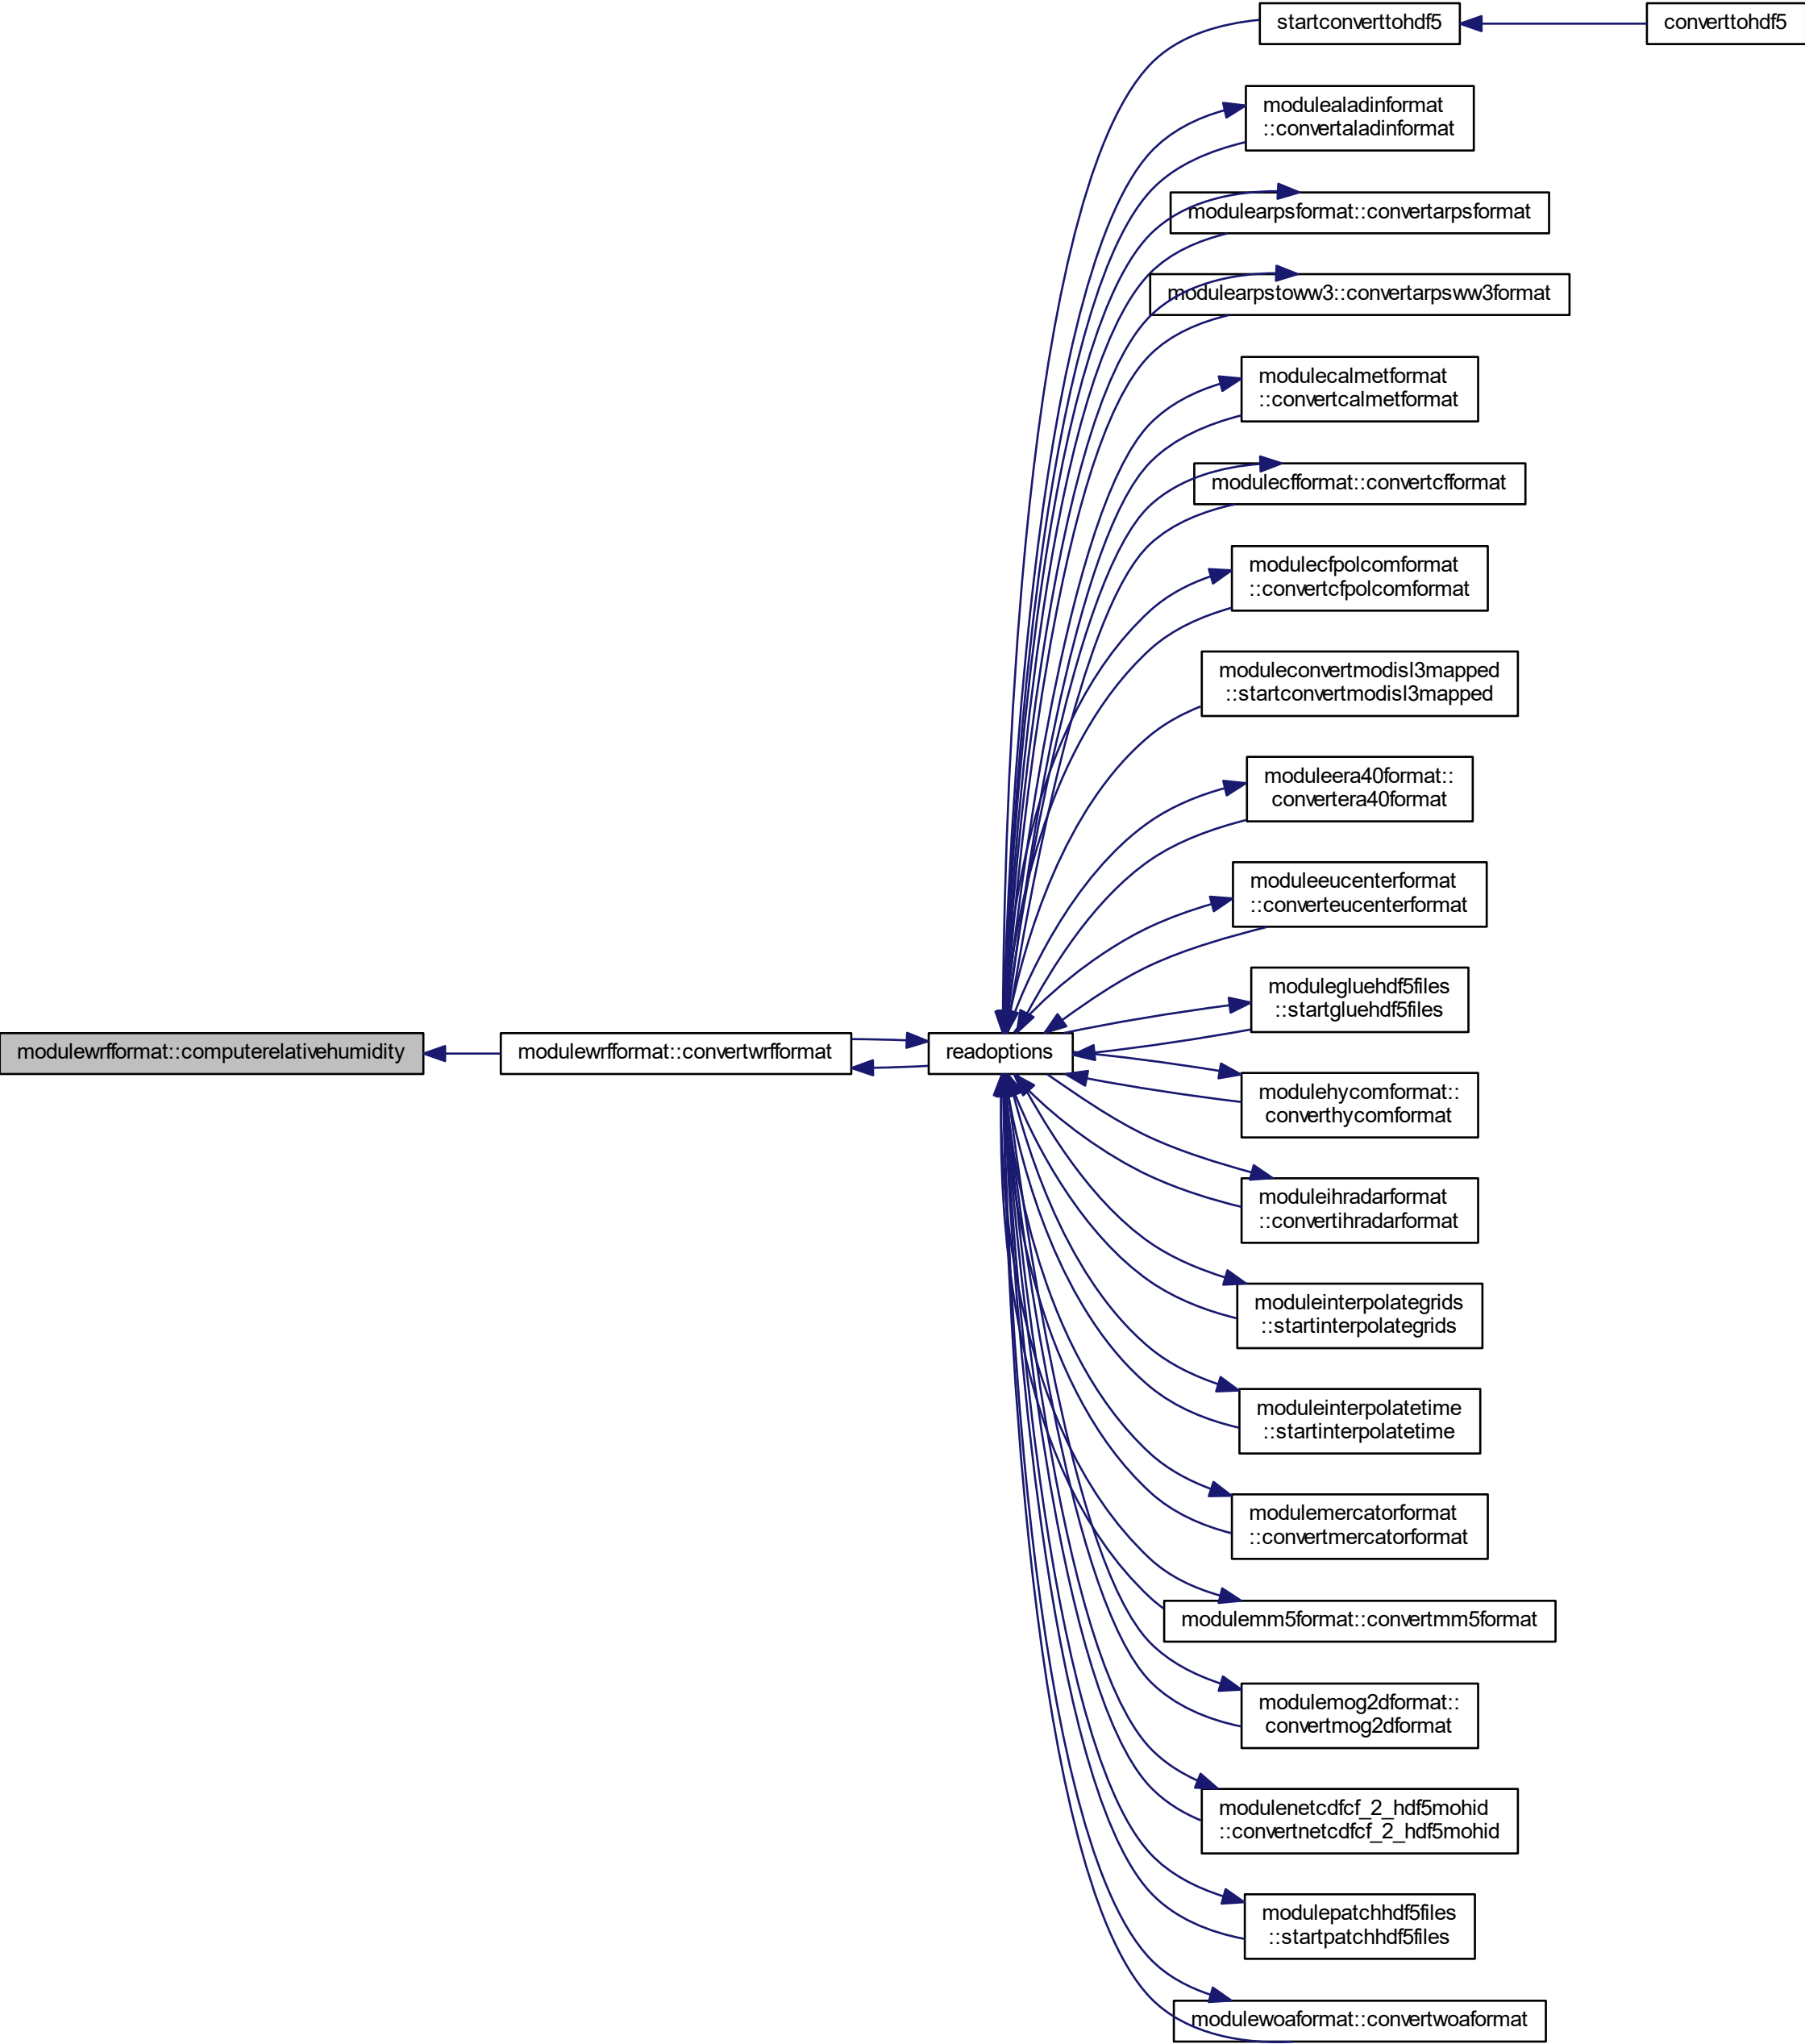 startconverttohdf5
converttohdf5
modulealadinformat
::convertaladinformat
modulearpsformat::convertarpsformat
modulearpstoww3::convertarpsww3format
modulecalmetformat
::convertcalmetformat
modulecfformat::convertcfformat
modulecfpolcomformat
::convertcfpolcomformat
moduleconvertmodisl3mapped
::startconvertmodisl3mapped
moduleera40format::
convertera40format
moduleeucenterformat
::converteucenterformat
modulegluehdf5files
::startgluehdf5files
modulewrfformat::computerelativehumidity
modulewrfformat::convertwrfformat
readoptions
modulehycomformat::
converthycomformat
moduleihradarformat
::convertihradarformat
moduleinterpolategrids
::startinterpolategrids
moduleinterpolatetime
::startinterpolatetime
modulemercatorformat
::convertmercatorformat
modulemm5format::convertmm5format
modulemog2dformat::
convertmog2dformat
modulenetcdfcf_2_hdf5mohid
::convertnetcdfcf_2_hdf5mohid
modulepatchhdf5files
::startpatchhdf5files
modulewoaformat::convertwoaformat